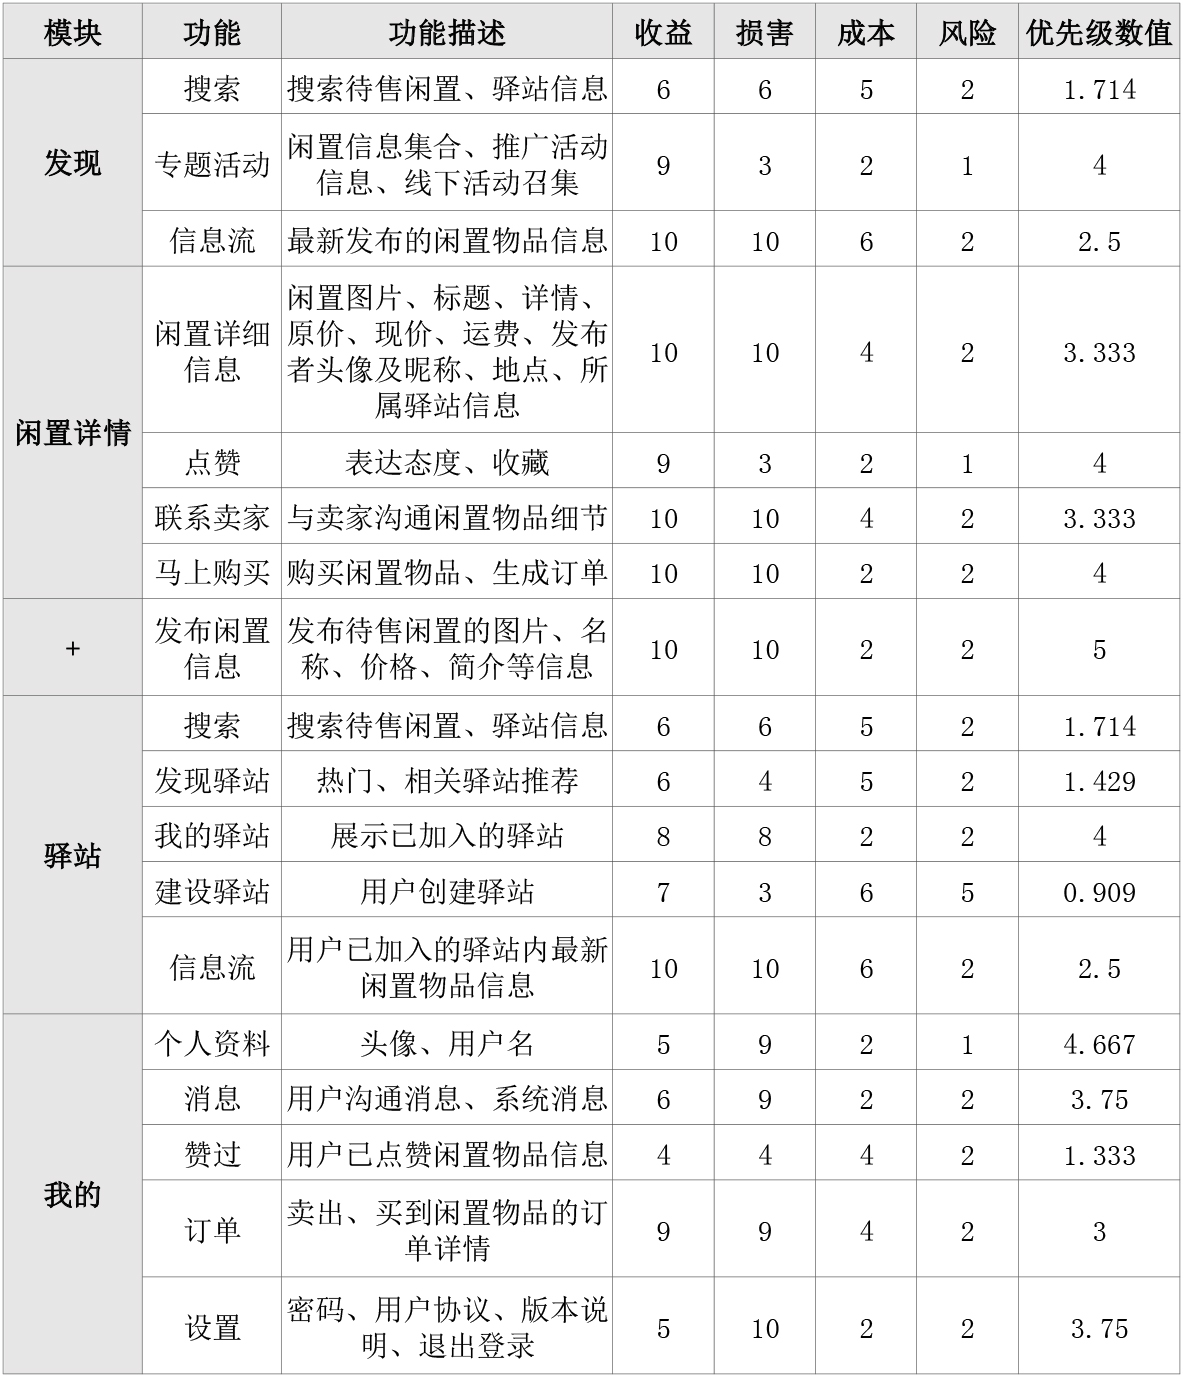 模块 功能 功能描述 收益 损害 成本 风险 优先级数值
发现
搜索 搜索待售闲置、驿站信息 6 6 5 2 1.714
专题活动 闲置信息集合、推广活动
信息、线下活动召集 9 3 2 1 4
信息流 最新发布的闲置物品信息 10 10 6 2 2.5
闲置详情
闲置详细
信息
闲置图片、标题、详情、
原价、现价、运费、发布
者头像及昵称、地点、所
属驿站信息
10 10 4 2 3.333
点赞 表达态度、收藏 9 3 2 1 4
联系卖家 与卖家沟通闲置物品细节 10 10 4 2 3.333
马上购买 购买闲置物品、生成订单 10 10 2 2 4
+
发布闲置
信息
发布待售闲置的图片、名
称、价格、简介等信息
10 10 2 2 5
驿站
搜索 搜索待售闲置、驿站信息 6 6 5 2 1.714
发现驿站 热门、相关驿站推荐 6 4 5 2 1.429
我的驿站 展示已加入的驿站 8 8 2 2 4
建设驿站 用户创建驿站 7 3 6 5 0.909
信息流 用户已加入的驿站内最新
闲置物品信息 10 10 6 2 2.5
我的
个人资料 头像、用户名 5 9 2 1 4.667
消息 用户沟通消息、系统消息 6 9 2 2 3.75
赞过 用户已点赞闲置物品信息 4 4 4 2 1.333
订单 卖出、买到闲置物品的订
单详情 9 9 4 2 3
设置 密码、用户协议、版本说
明、退出登录 5 10 2 2 3.75